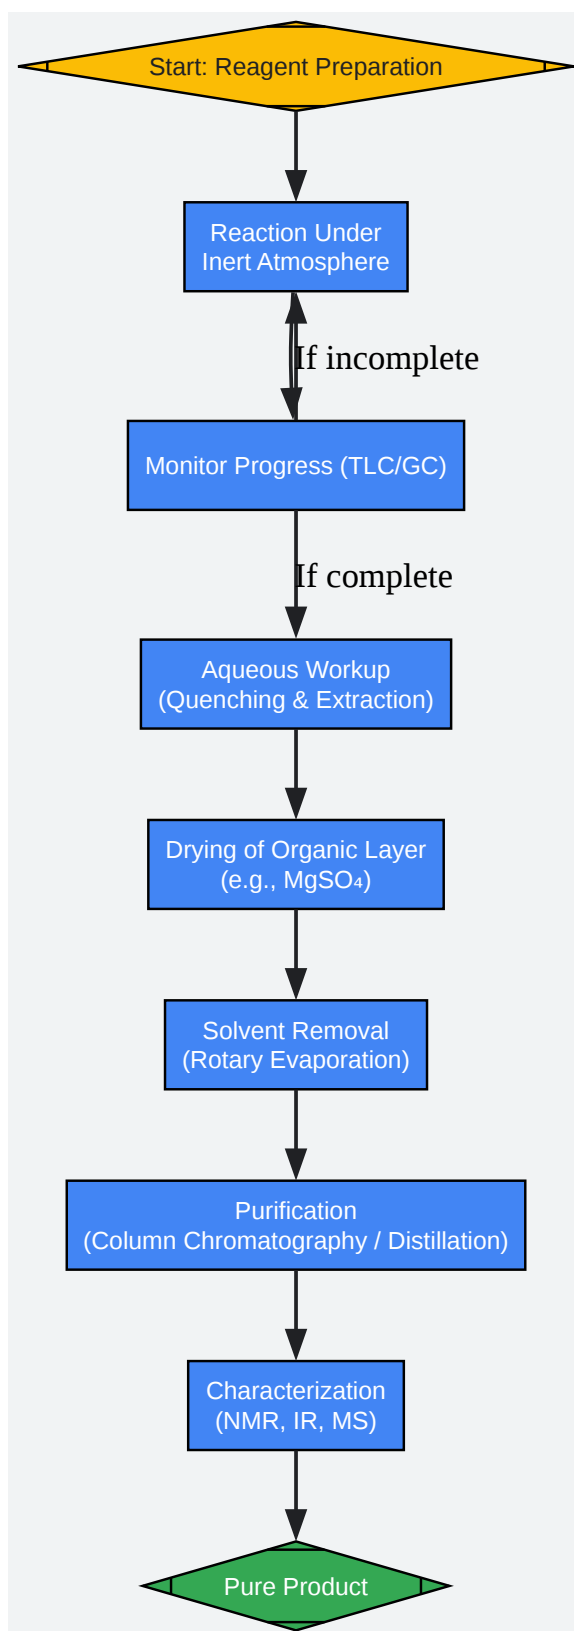 Start: Reagent Preparation
Reaction Under
Inert Atmosphere
If incomplete
Monitor Progress (TLC/GC)
If complete
Aqueous Workup
(Quenching & Extraction)
Drying of Organic Layer
(e.g., MgSO₄)
Solvent Removal
(Rotary Evaporation)
Purification
(Column Chromatography / Distillation)
Characterization
(NMR, IR, MS)
Pure Product